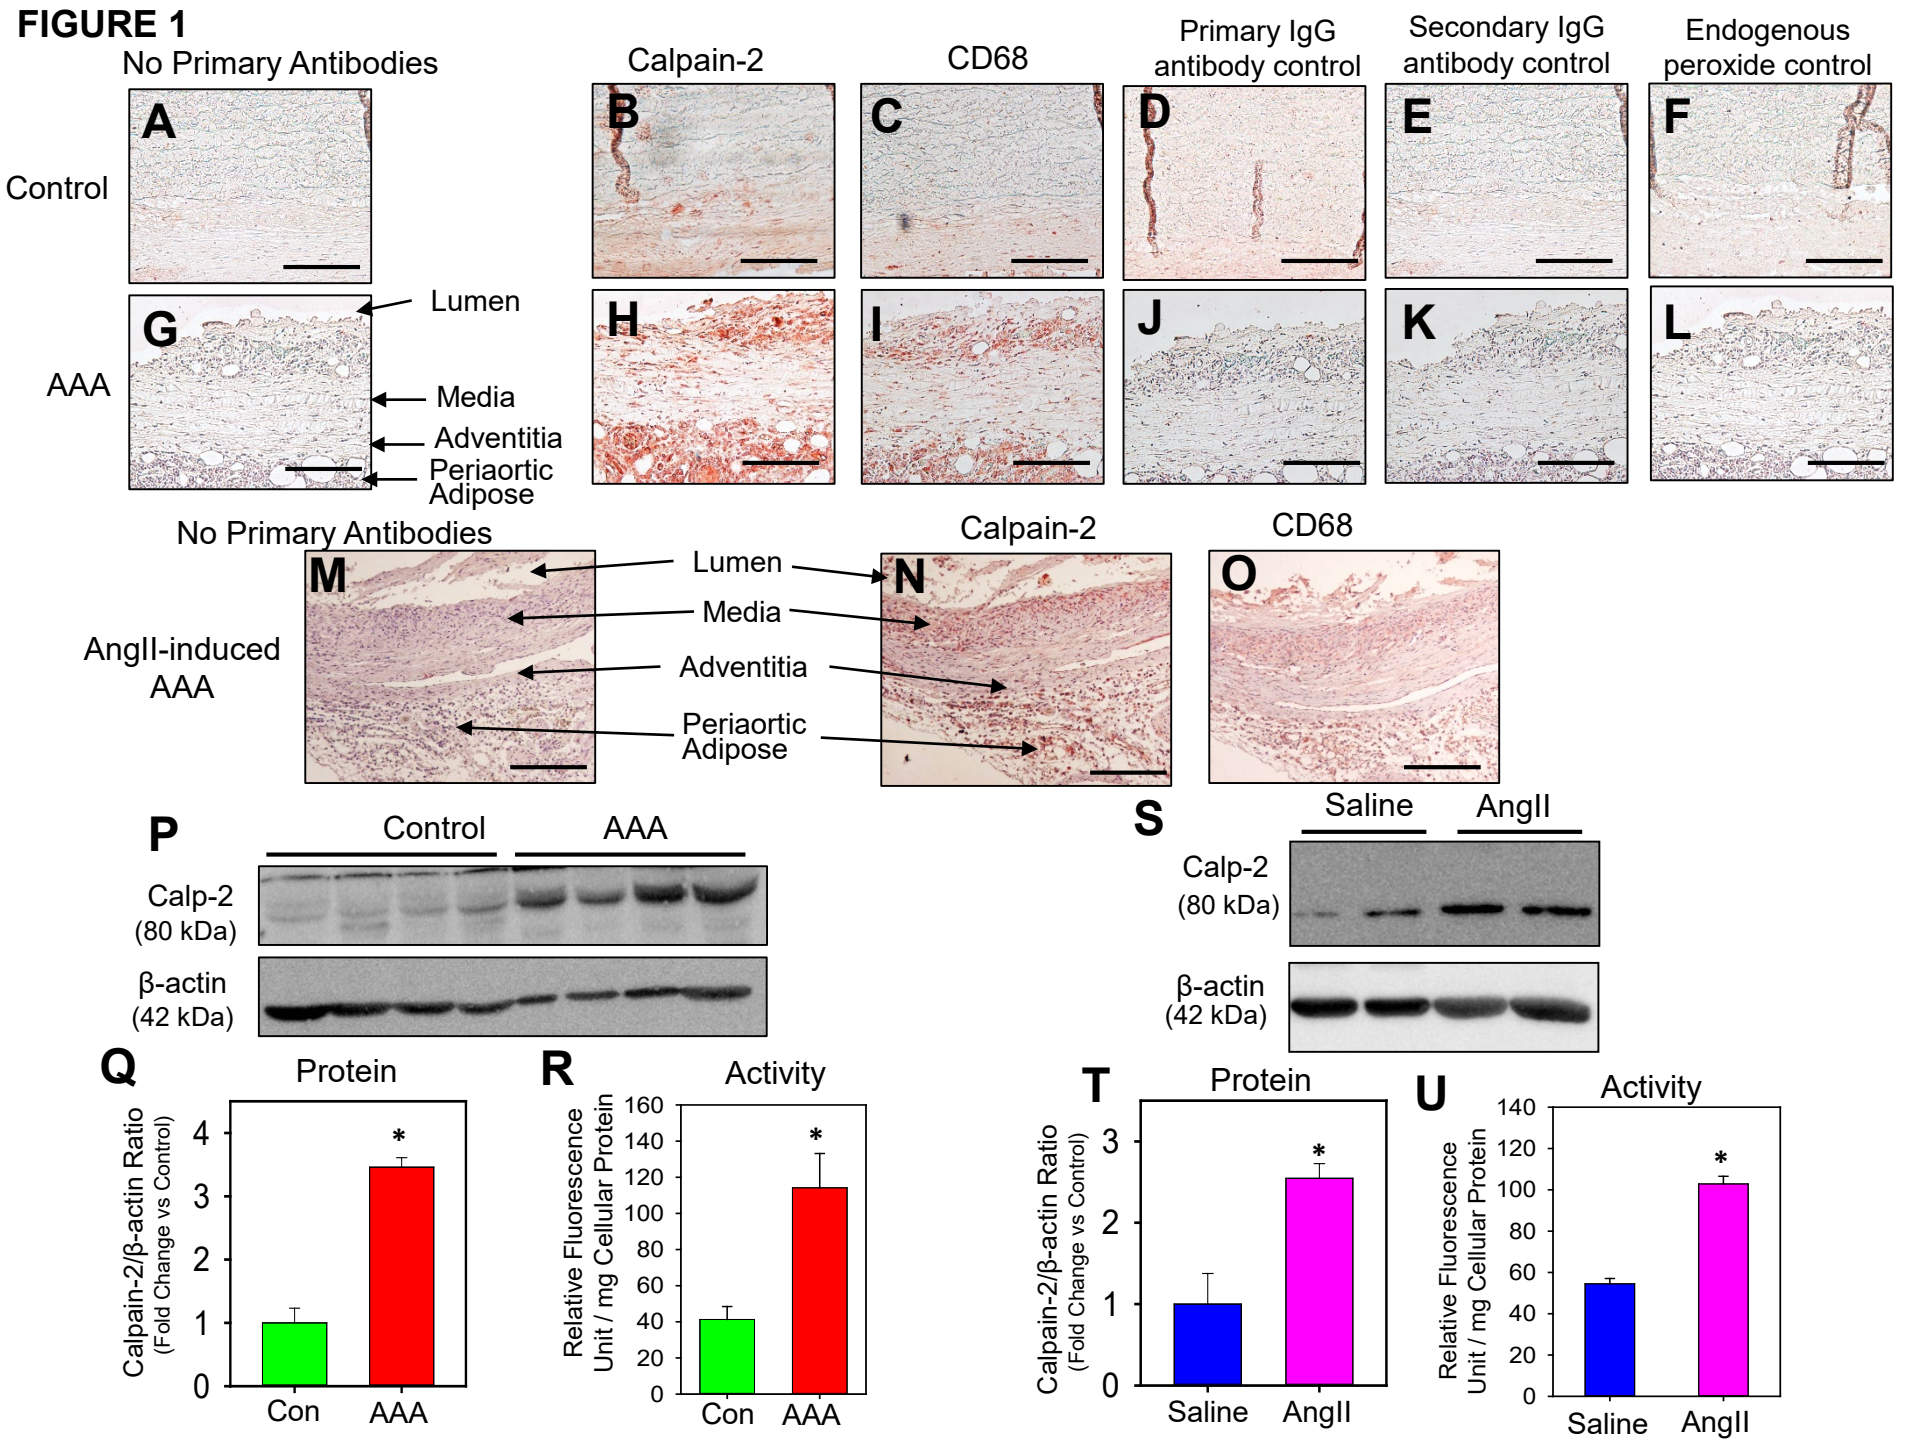 FIGURE 1
No Primary Antibodies
Calpain-2
CD68
Primary IgG
antibody control
Secondary IgG
antibody control
Endogenous
peroxide control
Control
A
B
C
D
E
F
AAA
G
H
I
J
K
L
Lumen
Media
Adventitia
Periaortic
Adipose
No Primary Antibodies
Calpain-2
CD68
AngII-induced
AAA
M
N
O
Lumen
Media
Adventitia
Periaortic
Adipose
P
Control
AAA
Calp-2
(80 kDa)
β-actin
(42 kDa)
S
Saline
AngII
Calp-2
(80 kDa)
β-actin
(42 kDa)
Q
Protein
Calpain-2/β-actin Ratio
(Fold Change vs Control)
4
3
2
1
0
*
Con
AAA
R
Activity
Relative Fluorescence
Unit / mg Cellular Protein
160
140
120
100
80
60
40
20
0
*
Con
AAA
T
Protein
Calpain-2/β-actin Ratio
(Fold Change vs Control)
3
2
1
0
*
Saline
AngII
U
Activity
Relative Fluorescence
Unit / mg Cellular Protein
140
120
100
80
60
40
20
0
*
Saline
AngII